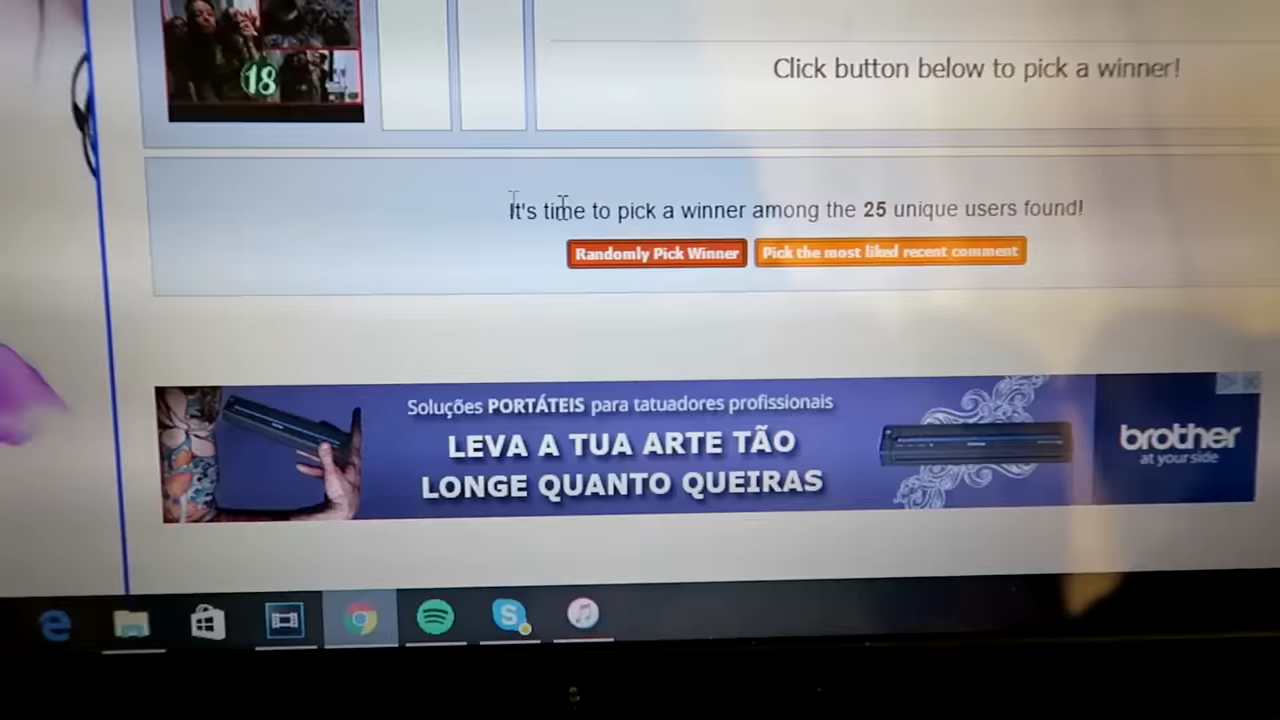 18
Click button below to pick a winner!
It's time to pick a winner among the 25 unique users found!
Randomly Pick Winner
Pick the most liked recent comment
Soluções PORTÁTEIS para tatuadores profissionais
LEVA A TUA ARTE TÃO
LONGE QUANTO QUEIRAS
brother
at your side